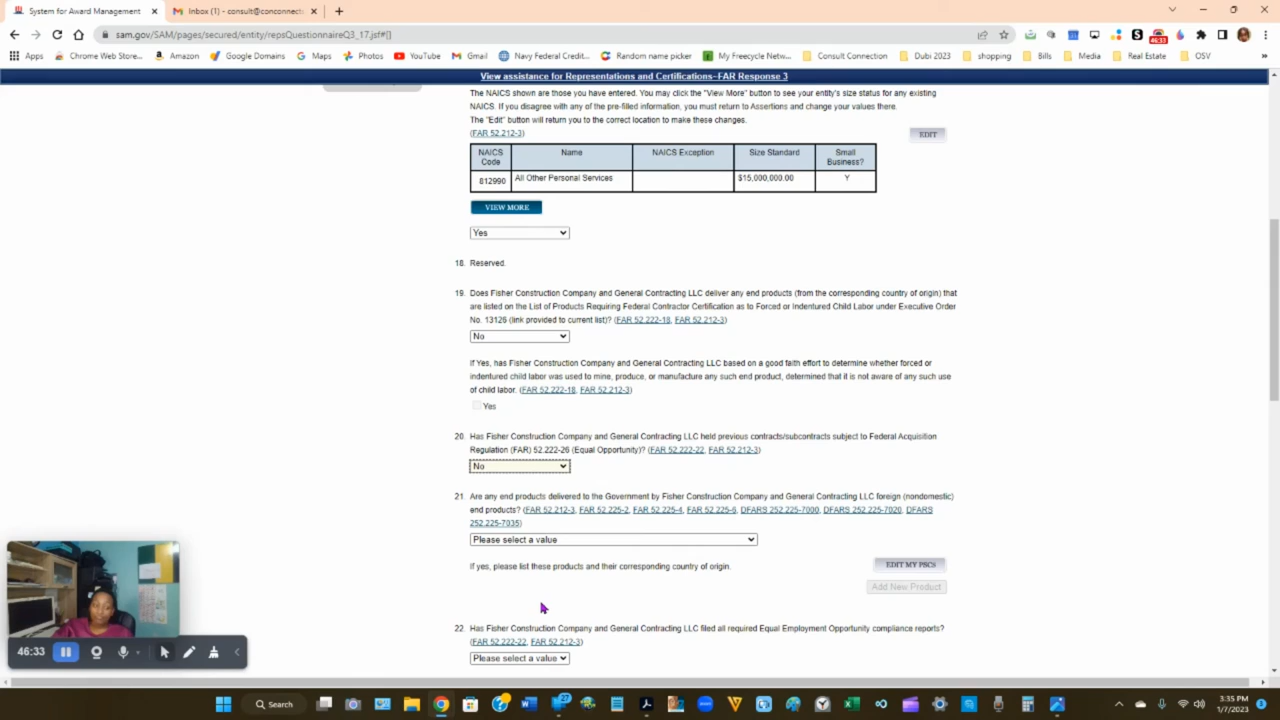 System for Award Management
Inbox (1) - consult@conconnect
sam.gov/SAM/pages/secured/entity/repsQuestionnaireQ3_17.jsf#{}
46:33
Apps
Chrome Web Store...
Amazon
Google Domains
Maps
Photos
YouTube
Gmail
Navy Federal Credit...
Random name picker
My Freecycle Netw...
Consult Connection
Dubi 2023
shopping
Bills
Media
Real Estate
OSV
View assistance for Representations and Certifications–FAR Response 3
The NAICS shown are those you have entered. You may click the "View More" button to see your entity's size status for any existing
NAICS. If you disagree with any of the pre-filled information, you must return to Assertions and change your values there.
The "Edit" button will return you to the correct location to make these changes.
(FAR 52.212-3)
EDIT
NAICS Code Name NAICS Exception Size Standard Small Business?
812990 All Other Personal Services $15,000,000.00 Y
VIEW MORE
Yes
18. Reserved.
19. Does Fisher Construction Company and General Contracting LLC deliver any end products (from the corresponding country of origin) that
are listed on the List of Products Requiring Federal Contractor Certification as to Forced or Indentured Child Labor under Executive Order
No. 13126 (link provided to current list)? (FAR 52.222-18, FAR 52.212-3)
No
If Yes, has Fisher Construction Company and General Contracting LLC based on a good faith effort to determine whether forced or
indentured child labor was used to mine, produce, or manufacture any such end product, determined that it is not aware of any such use
of child labor. (FAR 52.222-18, FAR 52.212-3)
Yes
20. Has Fisher Construction Company and General Contracting LLC held previous contracts/subcontracts subject to Federal Acquisition
Regulation (FAR) 52.222-26 (Equal Opportunity)? (FAR 52.222-22, FAR 52.212-3)
No
21. Are any end products delivered to the Government by Fisher Construction Company and General Contracting LLC foreign (nondomestic)
end products? (FAR 52.212-3, FAR 52.225-2, FAR 52.225-4, FAR 52.225-6, DFARS 252.225-7000, DFARS 252.225-7020, DFARS
252.225-7035)
Please select a value
If yes, please list these products and their corresponding country of origin.
EDIT MY PSCS
Add New Product
22. Has Fisher Construction Company and General Contracting LLC filed all required Equal Employment Opportunity compliance reports?
(FAR 52.222-22, FAR 52.212-3)
Please select a value
46:33
Search
27
3:35 PM
1/7/2023